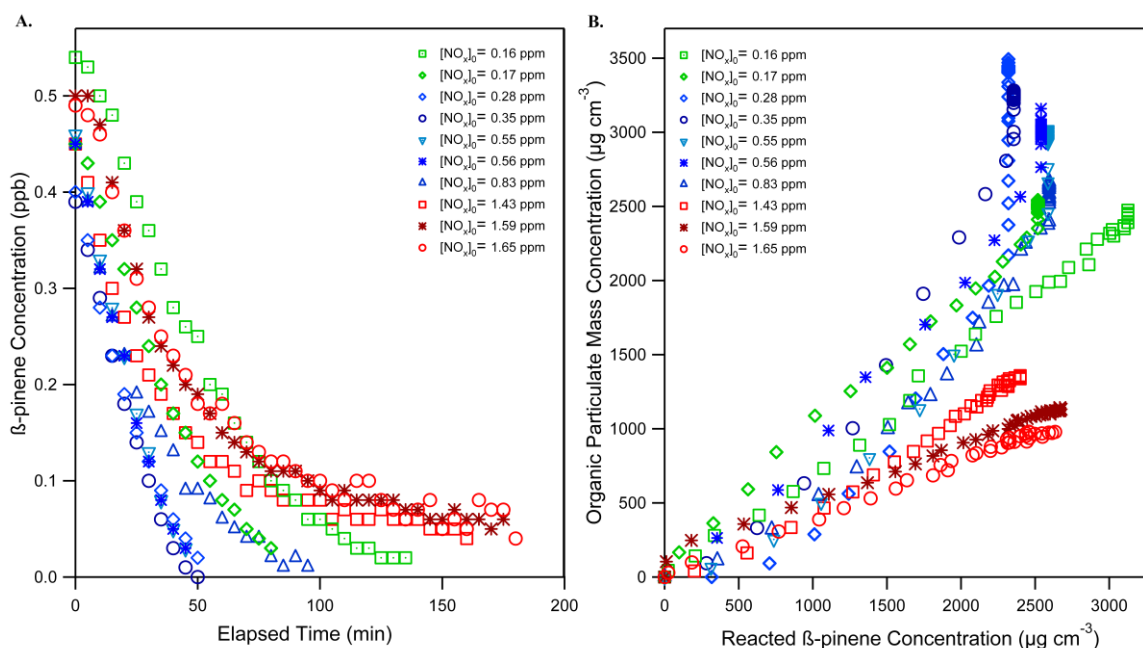 A.
ß-pinene Concentration (ppb)
0.5
0.4
0.3
0.2
0.1
0.0
0
50
100
150
200
Elapsed Time (min)
[NOx]0= 0.16 ppm
[NOx]0= 0.17 ppm
[NOx]0= 0.28 ppm
[NOx]0= 0.35 ppm
[NOx]0= 0.55 ppm
[NOx]0= 0.56 ppm
[NOx]0= 0.83 ppm
[NOx]0= 1.43 ppm
[NOx]0= 1.59 ppm
[NOx]0= 1.65 ppm
B.
Organic Particulate Mass Concentration (µg cm⁻³)
3500
3000
2500
2000
1500
1000
500
0
0
500
1000
1500
2000
2500
3000
Reacted ß-pinene Concentration (µg cm⁻³)
[NOx]0= 0.16 ppm
[NOx]0= 0.17 ppm
[NOx]0= 0.28 ppm
[NOx]0= 0.35 ppm
[NOx]0= 0.55 ppm
[NOx]0= 0.56 ppm
[NOx]0= 0.83 ppm
[NOx]0= 1.43 ppm
[NOx]0= 1.59 ppm
[NOx]0= 1.65 ppm